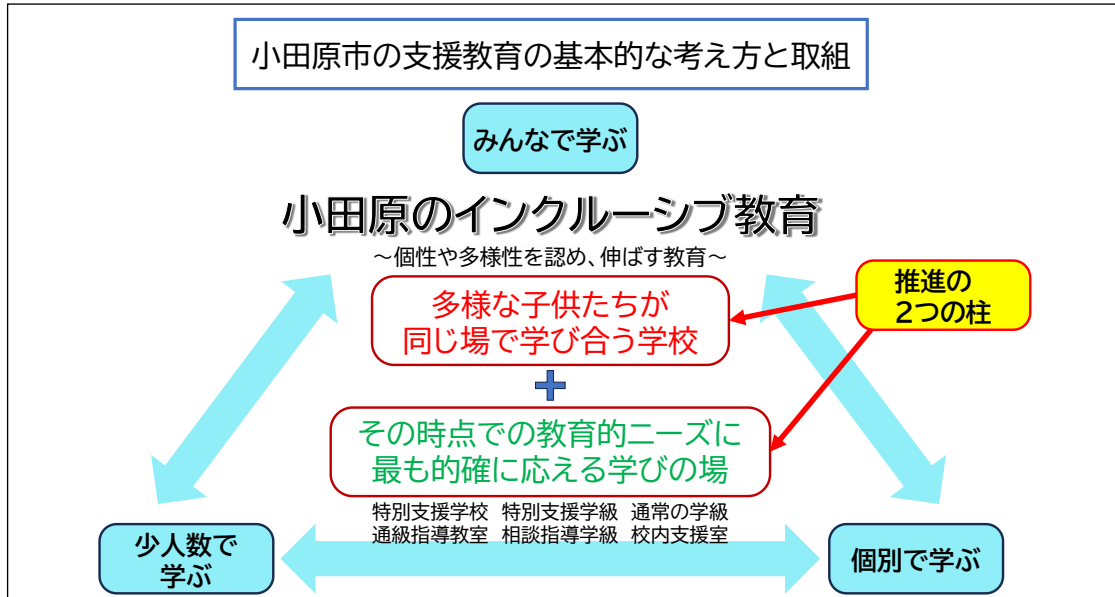 小田原市の支援教育の基本的な考え方と取組
みんなで学ぶ
小田原のインクルーシブ教育
～個性や多様性を認め、伸ばす教育～
多様な子供たちが
同じ場で学び合う学校
推進の
2つの柱
その時点での教育的ニーズに
最も的確に応える学びの場
特別支援学校 特別支援学級 通常の学級
通級指導教室 相談指導学級 校内支援室
少人数で
学ぶ
個別で学ぶ